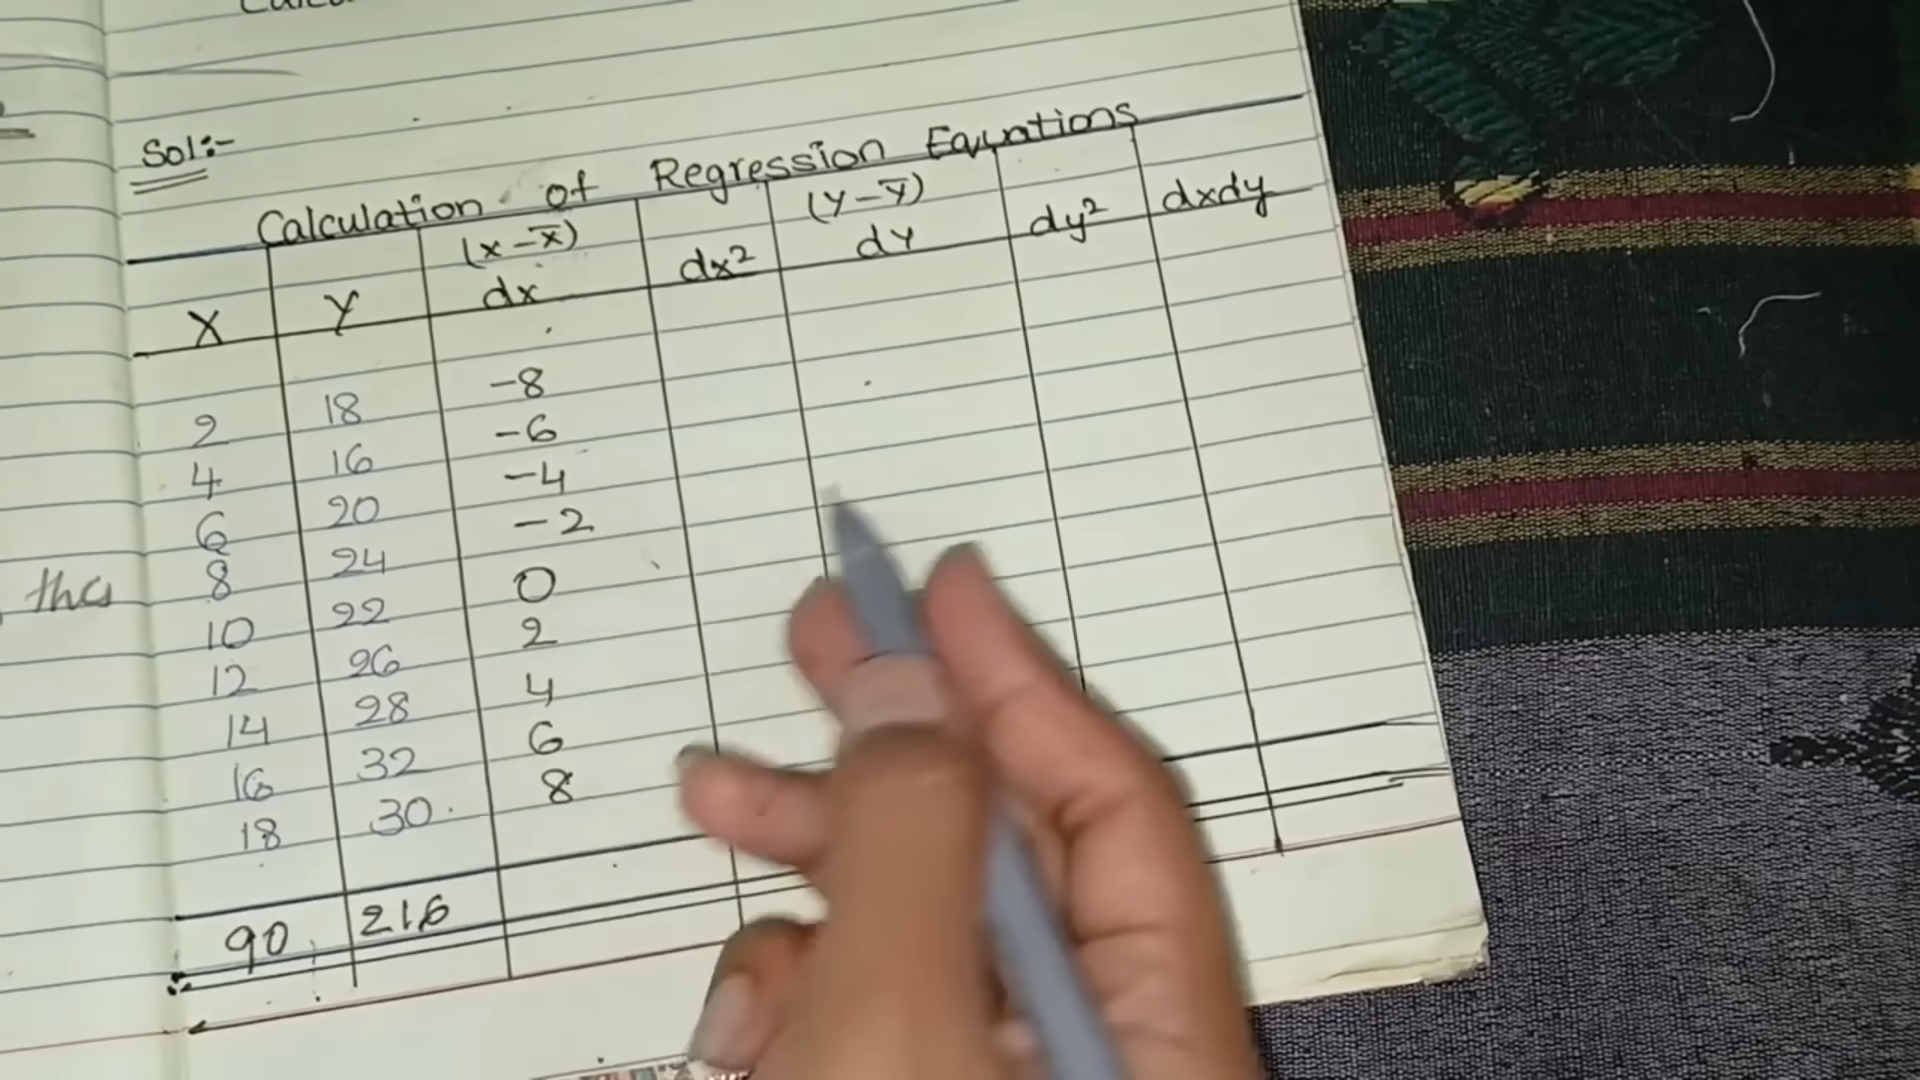 Sol:-
Calculation of Regression Equations
X Y (x-x̅) dx dx² (Y-Y̅) dy dy² dxdy
2 18 -8
4 16 -6
6 20 -4
8 24 -2
10 22 0
12 26 2
14 28 4
16 32 6
18 30 8
90 216